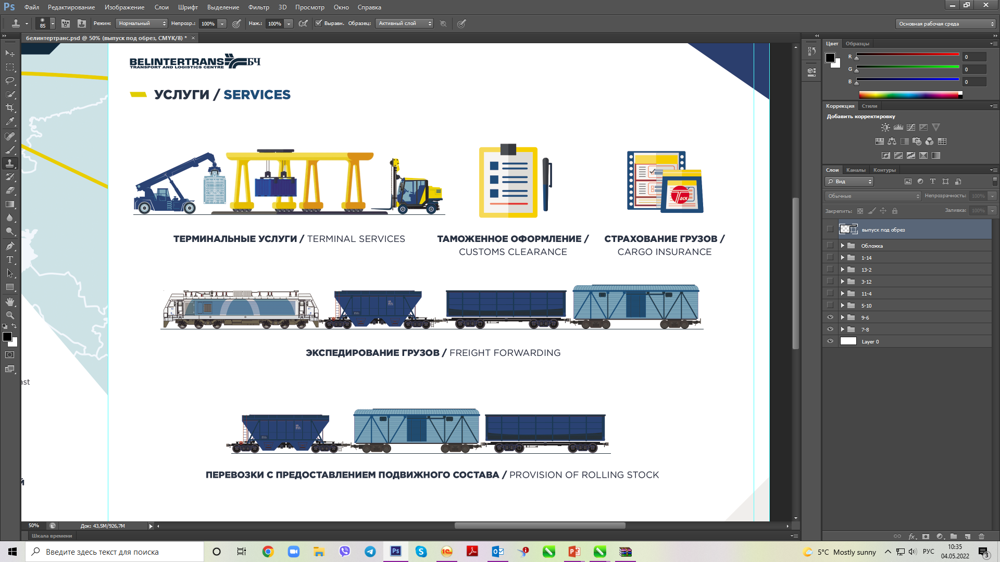 Ps Файл Редактирование Изображение Слои Шрифт Выделение Фильтр 3D Просмотр Окно Справка
85 Режим: Нормальный Непрозр.: 100% Наж.: 100% Выравн. Образец: Активный слой Основная рабочая среда
белинтертранс.psd @ 50% (выпуск под обрез, CMYK/8) * ×
BELINTERTRANS БЧ
TRANSPORT AND LOGISTICS CENTRE
УСЛУГИ / SERVICES
Таск
ТЕРМИНАЛЬНЫЕ УСЛУГИ / TERMINAL SERVICES
ТАМОЖЕННОЕ ОФОРМЛЕНИЕ /
CUSTOMS CLEARANCE
СТРАХОВАНИЕ ГРУЗОВ /
CARGO INSURANCE
ЭКСПЕДИРОВАНИЕ ГРУЗОВ / FREIGHT FORWARDING
ast
й
ПЕРЕВОЗКИ С ПРЕДОСТАВЛЕНИЕМ ПОДВИЖНОГО СОСТАВА / PROVISION OF ROLLING STOCK
Цвет Образцы
R 0
G 0
B 0
Коррекция Стили
Добавить корректировку
Слои Каналы Контуры
Вид
Обычные Непрозрачность: 100%
Закрепить: Заливка: 100%
выпуск под обрез
Обложка
1-14
13-2
3-12
11-4
5-10
9-6
7-8
Layer 0
50% Док: 43,5M/926,7M
Шкала времени
Введите здесь текст для поиска
5°C Mostly sunny
РУС
10:35
04.05.2022
3